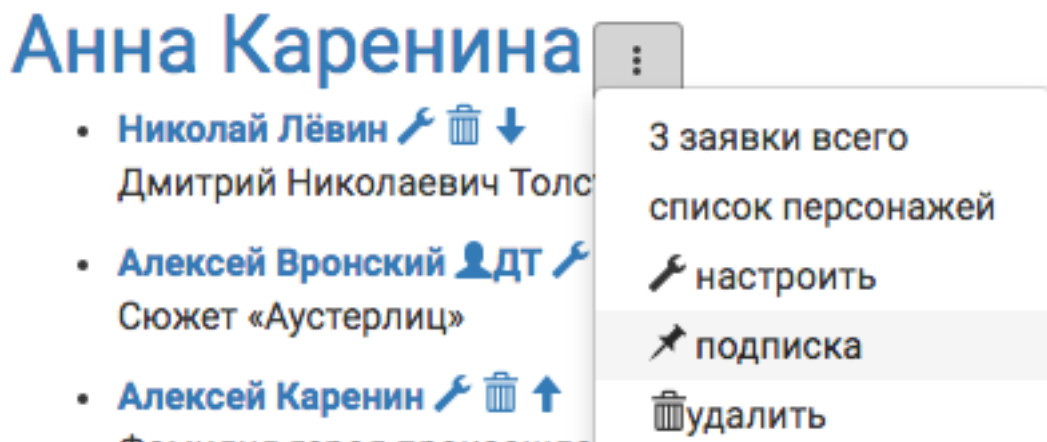 Анна Каренина
Николай Лёвин
Дмитрий Николаевич
Алексей Вронский ДТ
Сюжет «Аустерлиц»
Алексей Каренин
3 заявки всего
список персонажей
настроить
подписка
удалить